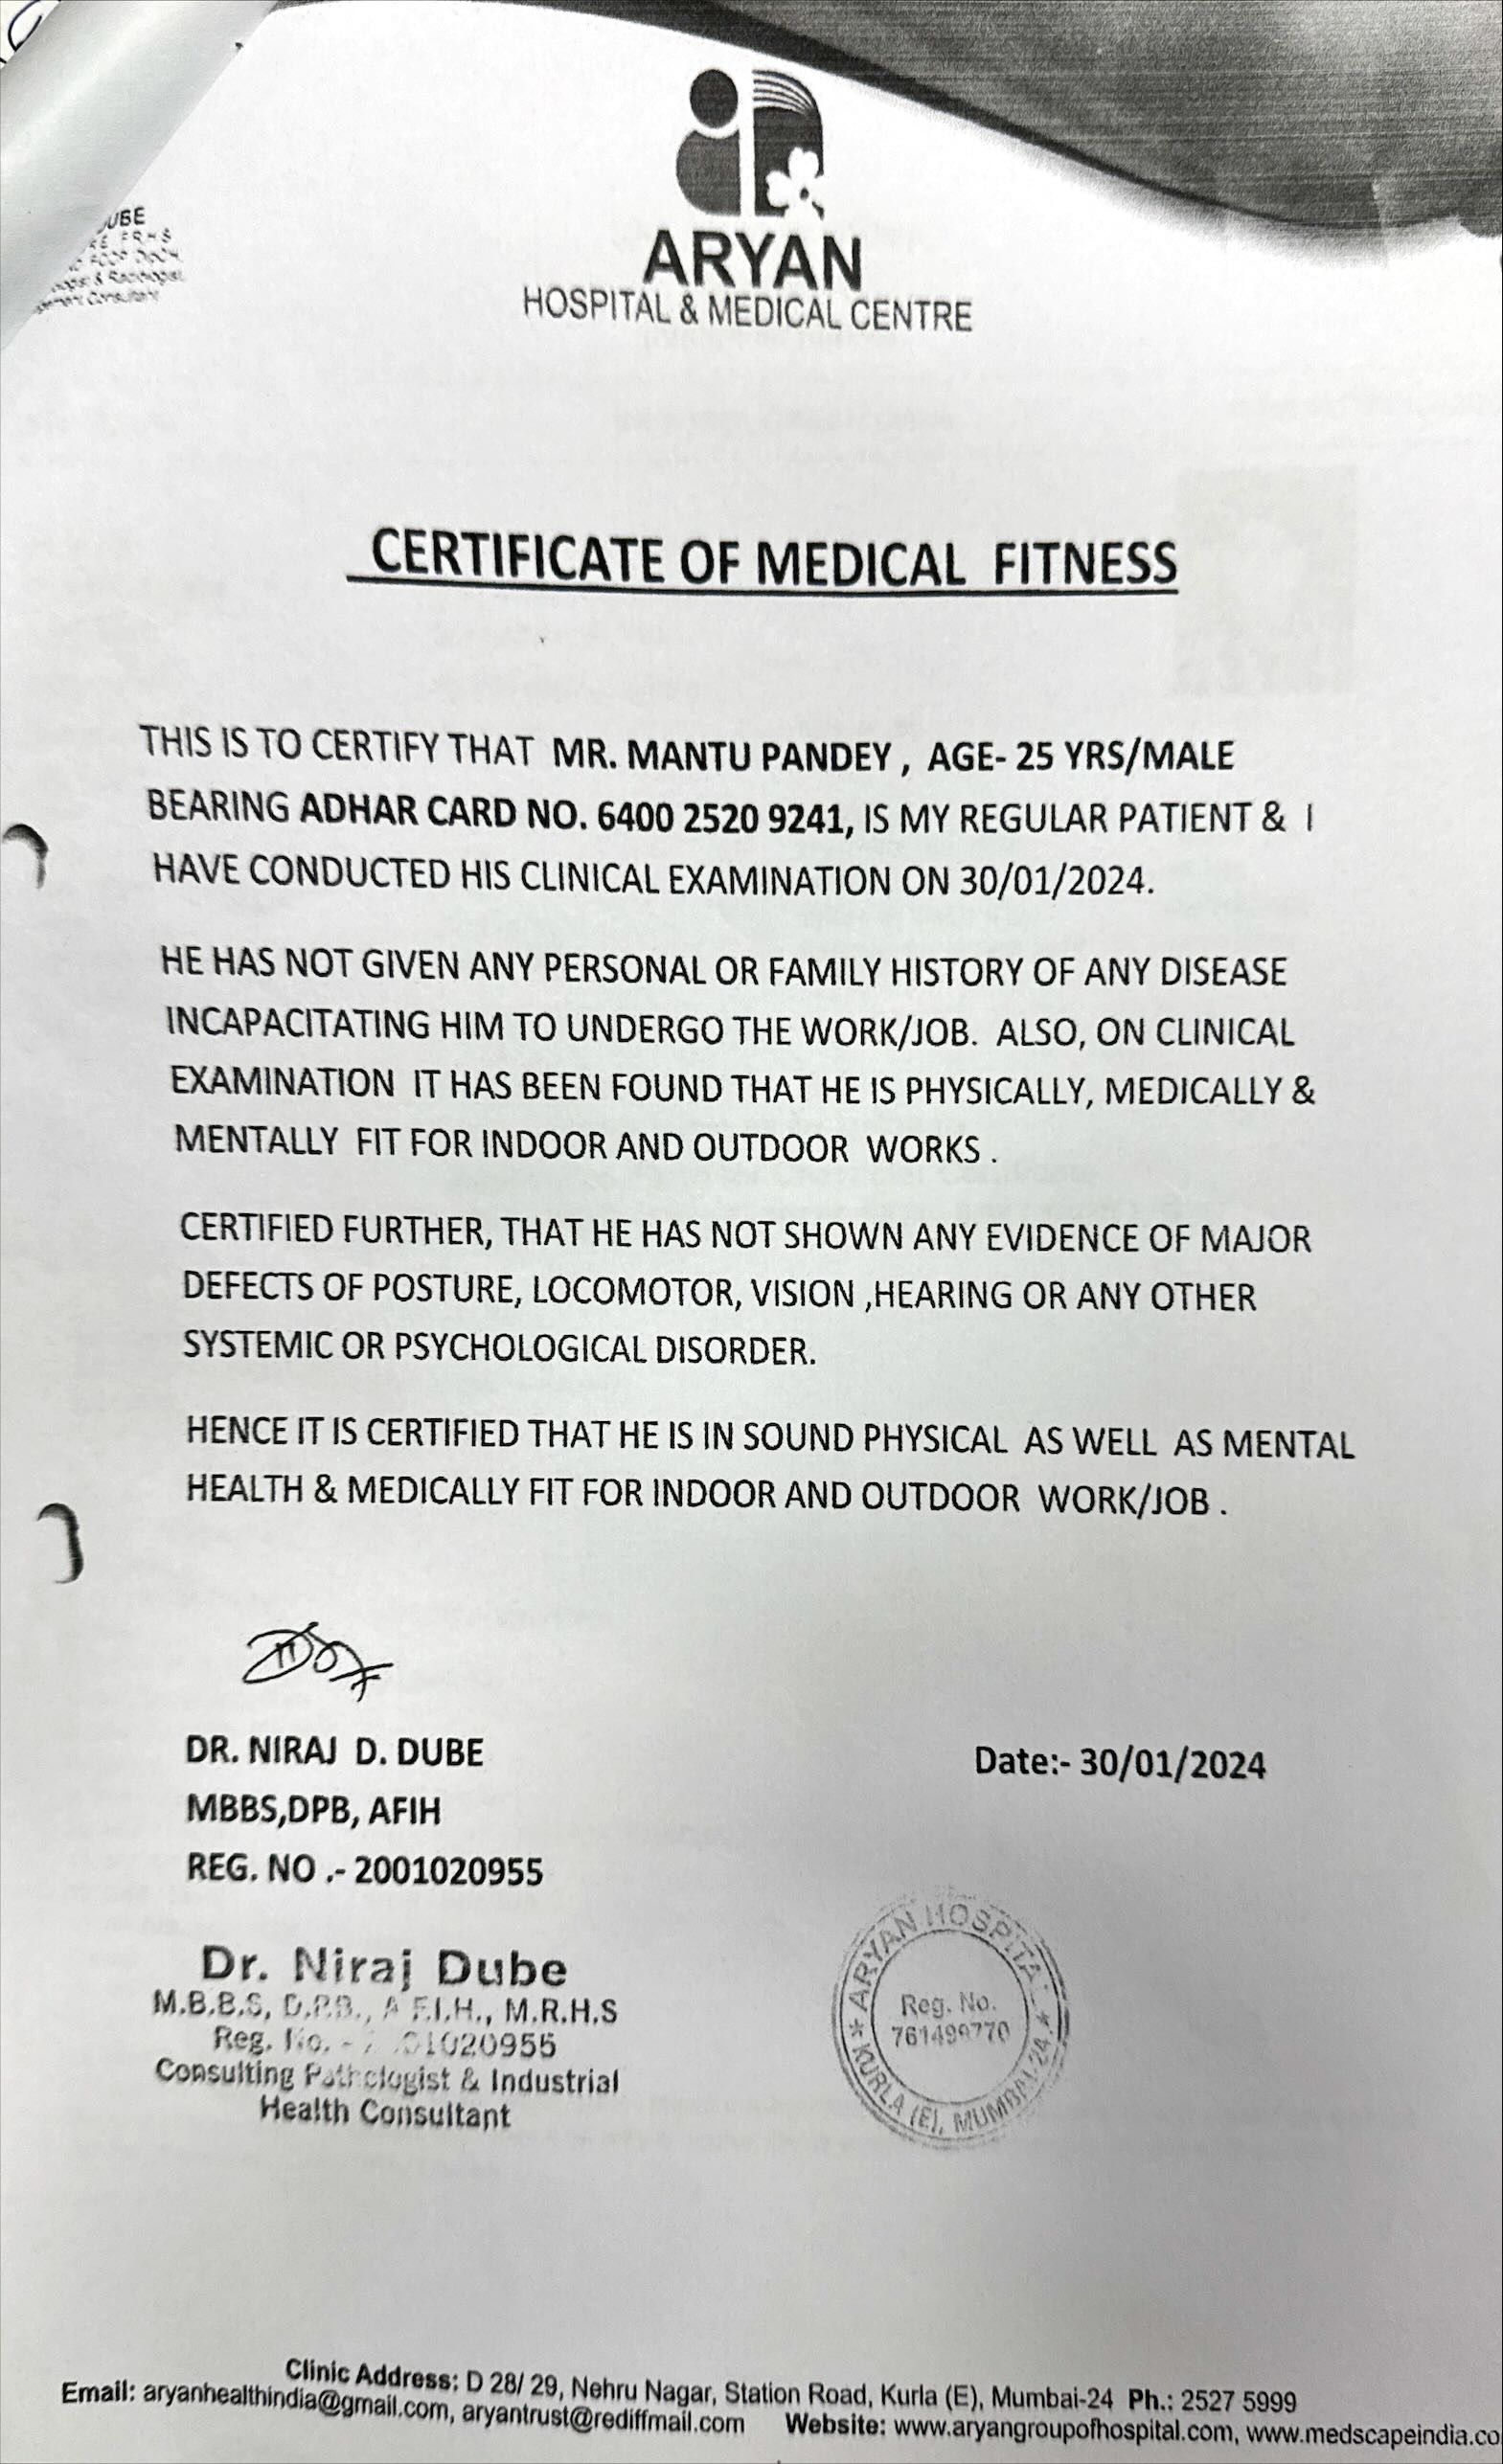 ARYAN
HOSPITAL & MEDICAL CENTRE
CERTIFICATE OF MEDICAL FITNESS
THIS IS TO CERTIFY THAT MR. MANTU PANDEY , AGE- 25 YRS/MALE
BEARING ADHAR CARD NO. 6400 2520 9241, IS MY REGULAR PATIENT & I
HAVE CONDUCTED HIS CLINICAL EXAMINATION ON 30/01/2024.
HE HAS NOT GIVEN ANY PERSONAL OR FAMILY HISTORY OF ANY DISEASE
INCAPACITATING HIM TO UNDERGO THE WORK/JOB. ALSO, ON CLINICAL
EXAMINATION IT HAS BEEN FOUND THAT HE IS PHYSICALLY, MEDICALLY &
MENTALLY FIT FOR INDOOR AND OUTDOOR WORKS .
CERTIFIED FURTHER, THAT HE HAS NOT SHOWN ANY EVIDENCE OF MAJOR
DEFECTS OF POSTURE, LOCOMOTOR, VISION ,HEARING OR ANY OTHER
SYSTEMIC OR PSYCHOLOGICAL DISORDER.
HENCE IT IS CERTIFIED THAT HE IS IN SOUND PHYSICAL AS WELL AS MENTAL
HEALTH & MEDICALLY FIT FOR INDOOR AND OUTDOOR WORK/JOB .
DR. NIRAJ D. DUBE
Date:- 30/01/2024
MBBS,DPB, AFIH
REG. NO .- 2001020955
Dr. Niraj Dube
M.B.B.S, D.P.B., A F.I.H., M.R.H.S
Reg. No. -
Consulting Pathologist & Industrial
Health Consultant
ARYAN HOSPITAL
Reg. No.
KURLA (E), MUMBAI-24
Clinic Address: D 28/ 29, Nehru Nagar, Station Road, Kurla (E), Mumbai-24 Ph.: 2527 5999
Email: aryanhealthindia@gmail.com, aryantrust@rediffmail.com Website: www.aryangroupofhospital.com, www.medscapeindia.co